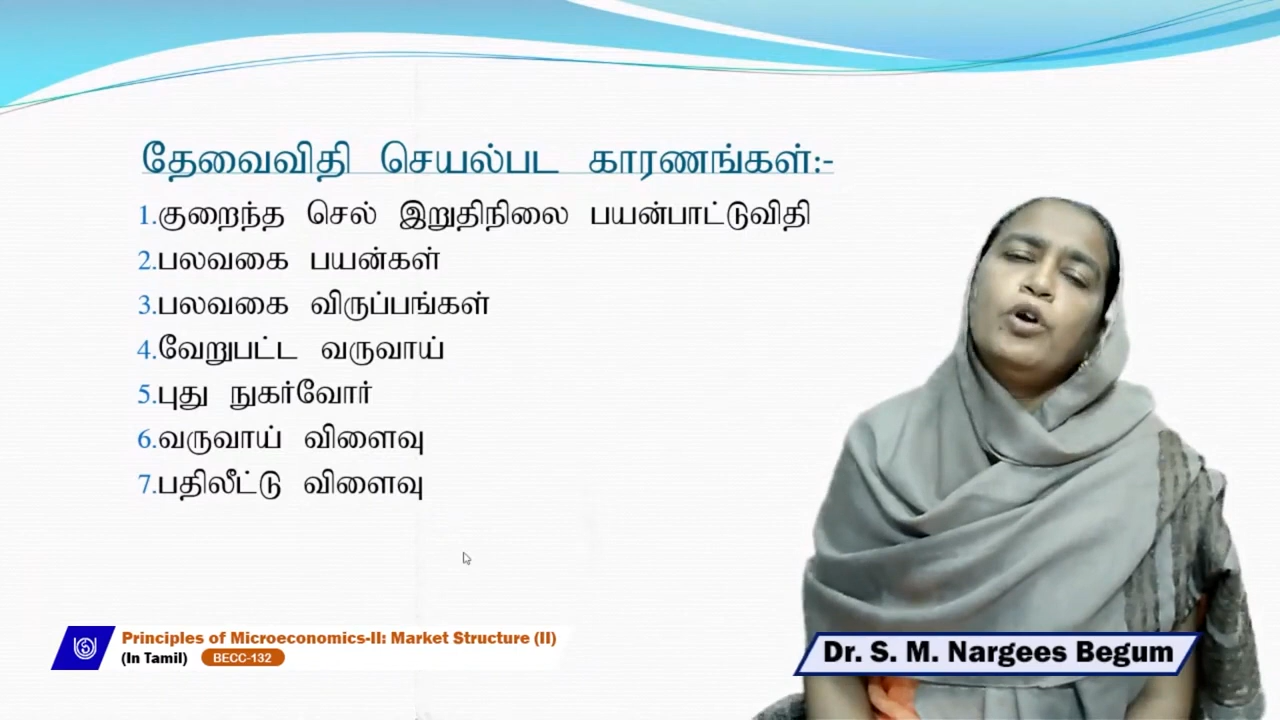 தேவைவிதி செயல்பட காரணங்கள்:-
1.குறைந்த செல் இறுதிநிலை பயன்பாட்டுவிதி
2.பலவகை பயன்கள்
3.பலவகை விருப்பங்கள்
4.வேறுபட்ட வருவாய்
5.புது நுகர்வோர்
6.வருவாய் விளைவு
7.பதிலீட்டு விளைவு
Principles of Microeconomics-II: Market Structure (II)
(In Tamil) BECC-132
Dr. S. M. Nargees Begum